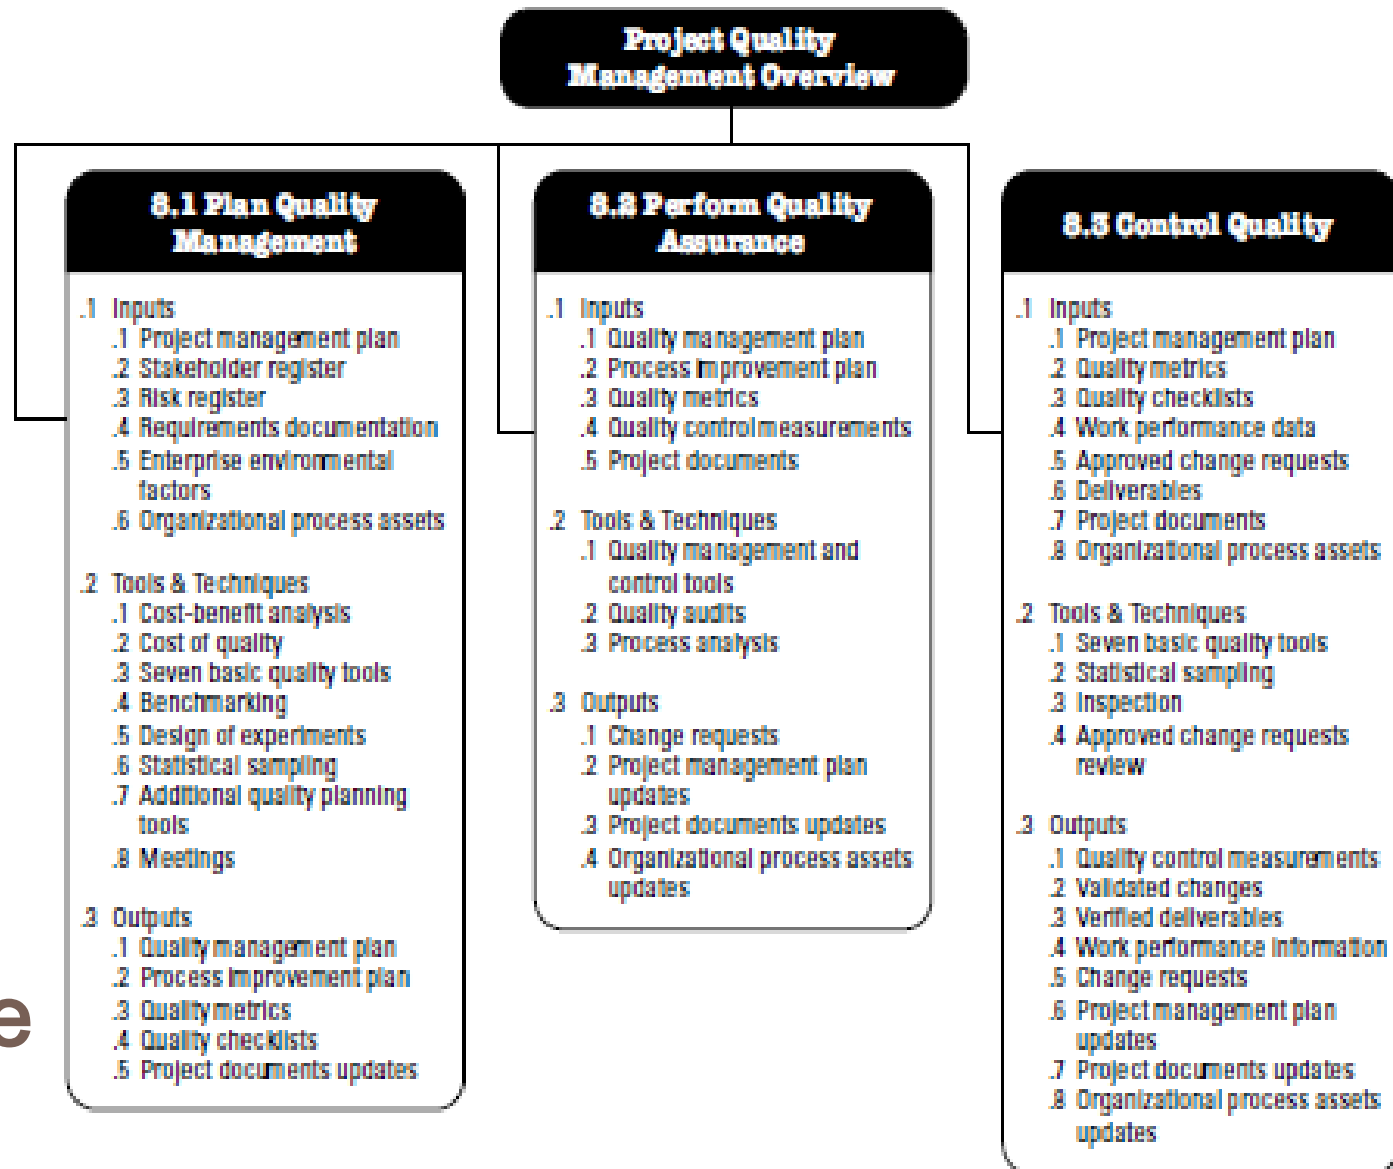 Project Quality
Management Overview
8.1 Plan Quality
Management
.1 Inputs
.1 Project management plan
.2 Stakeholder register
.3 Risk register
.4 Requirements documentation
.5 Enterprise environmental
factors
.6 Organizational process assets
.2 Tools & Techniques
.1 Cost-benefit analysis
.2 Cost of quality
.3 Seven basic quality tools
.4 Benchmarking
.5 Design of experiments
.6 Statistical sampling
.7 Additional quality planning
tools
.8 Meetings
.3 Outputs
.1 Quality management plan
.2 Process improvement plan
.3 Quality metrics
.4 Quality checklists
.5 Project documents updates
8.2 Perform Quality
Assurance
.1 Inputs
.1 Quality management plan
.2 Process improvement plan
.3 Quality metrics
.4 Quality control measurements
.5 Project documents
.2 Tools & Techniques
.1 Quality management and
control tools
.2 Quality audits
.3 Process analysis
.3 Outputs
.1 Change requests
.2 Project management plan
updates
.3 Project documents updates
.4 Organizational process assets
updates
8.3 Control Quality
.1 Inputs
.1 Project management plan
.2 Quality metrics
.3 Quality checklists
.4 Work performance data
.5 Approved change requests
.6 Deliverables
.7 Project documents
.8 Organizational process assets
.2 Tools & Techniques
.1 Seven basic quality tools
.2 Statistical sampling
.3 Inspection
.4 Approved change requests
review
.3 Outputs
.1 Quality control measurements
.2 Validated changes
.3 Verified deliverables
.4 Work performance information
.5 Change requests
.6 Project management plan
updates
.7 Project documents updates
.8 Organizational process assets
updates
e